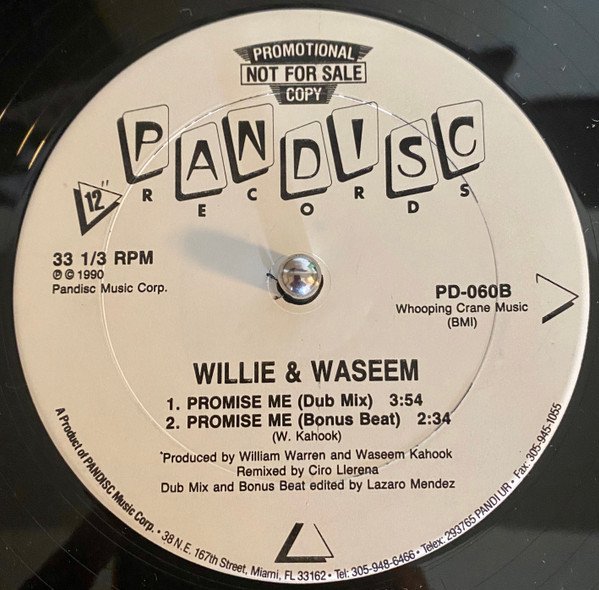 PROMOTIONAL
NOT FOR SALE
COPY
PANDISC
RECORDS
12"
33 1/3 RPM
℗ © 1990
Pandisc Music Corp.
PD-060B
Whooping Crane Music
(BMI)
WILLIE & WASEEM
1. PROMISE ME (Dub Mix) 3:54
2. PROMISE ME (Bonus Beat) 2:34
(W. Kahook)
*Produced by William Warren and Waseem Kahook
Remixed by Ciro Llerena
Dub Mix and Bonus Beat edited by Lazaro Mendez
A Product of PANDISC Music Corp. • 38 N.E. 167th Street, Miami, FL 33162 • Tel: 305-948-6466 • Telex: 293765 PANDI UR • Fax: 305-945-1055